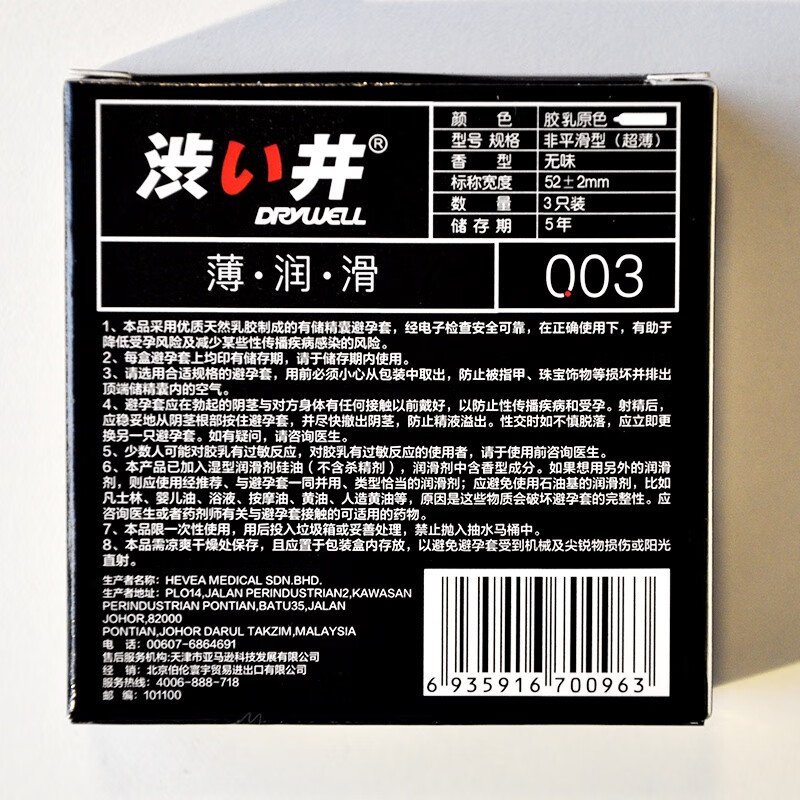 渋い井®
DRYWELL
颜 色 胶乳原色
型号 规格 非平滑型（超薄）
香 型 无味
标称宽度 52±2mm
数 量 3只装
储 存 期 5年
薄·润·滑
003
1、本品采用优质天然乳胶制成的有储精囊避孕套，经电子检查安全可靠，在正确使用下，有助于
降低受孕风险及减少某些性传播疾病感染的风险。
2、每盒避孕套上均印有储存期，请于储存期内使用。
3、请选用合适规格的避孕套，用前必须小心从包装中取出，防止被指甲、珠宝饰物等损坏并排出
顶端储精囊内的空气。
4、避孕套应在勃起的阴茎与对方身体有任何接触以前戴好，以防止性传播疾病和受孕。射精后，
应稳妥地从阴茎根部按住避孕套，并尽快撤出阴茎，防止精液溢出。性交时如不慎脱落，应立即更
换另一只避孕套。如有疑问，请咨询医生。
5、少数人可能对胶乳有过敏反应，对胶乳有过敏反应的使用者，请于使用前咨询医生。
6、本产品已加入湿型润滑剂硅油（不含杀精剂），润滑剂中含香型成分。如果想用另外的润滑
剂，则应使用经推荐、与避孕套一同并用、类型恰当的润滑剂；应避免使用石油基的润滑剂，比如
凡士林、婴儿油、浴液、按摩油、黄油、人造黄油等，原因是这些物质会破坏避孕套的完整性。应
咨询医生或者药剂师有关与避孕套接触的可适用的药物。
7、本品限一次性使用，用后投入垃圾箱或妥善处理，禁止抛入抽水马桶中。
8、本品需凉爽干燥处保存，且应置于包装盒内存放，以避免避孕套受到机械及尖锐物损伤或阳光
直射。
生产者名称：HEVEA MEDICAL SDN.BHD.
生产者地址：PLO14,JALAN PERINDUSTRIAN2,KAWASAN
PERINDUSTRIAN PONTIAN,BATU35,JALAN
JOHOR,82000
PONTIAN,JOHOR DARUL TAKZIM,MALAYSIA
电 话：00607-6864691
售后服务机构:天津市亚马逊科技发展有限公司
经 销：北京伯伦寰宇贸易进出口有限公司
服务热线：4006-888-718
邮 编：101100
6 935916 700963